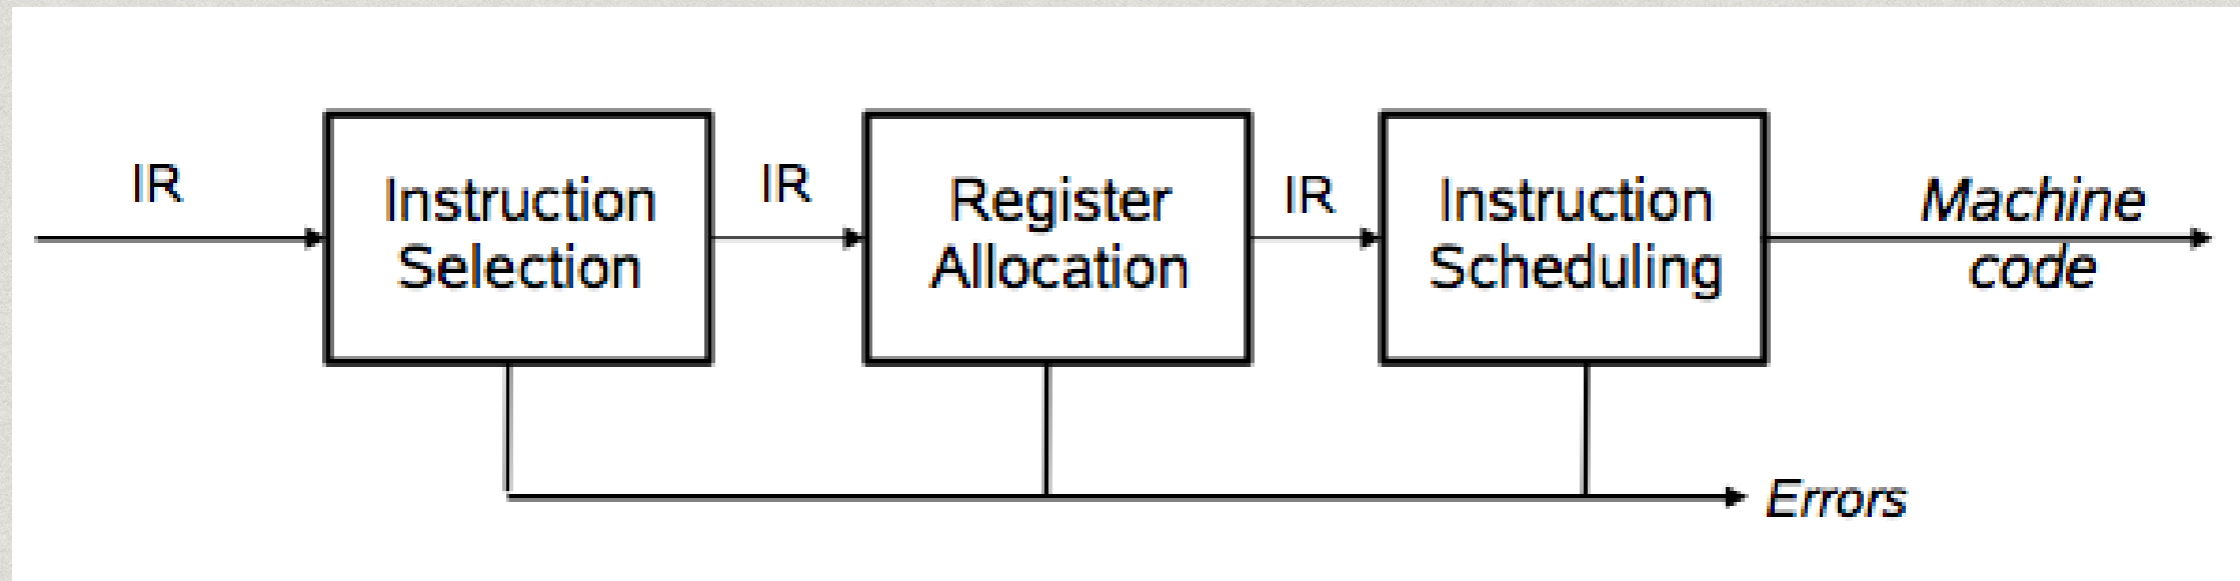 IR
Instruction
Selection
IR
Register
Allocation
IR
Instruction
Scheduling
Machine
code
Errors